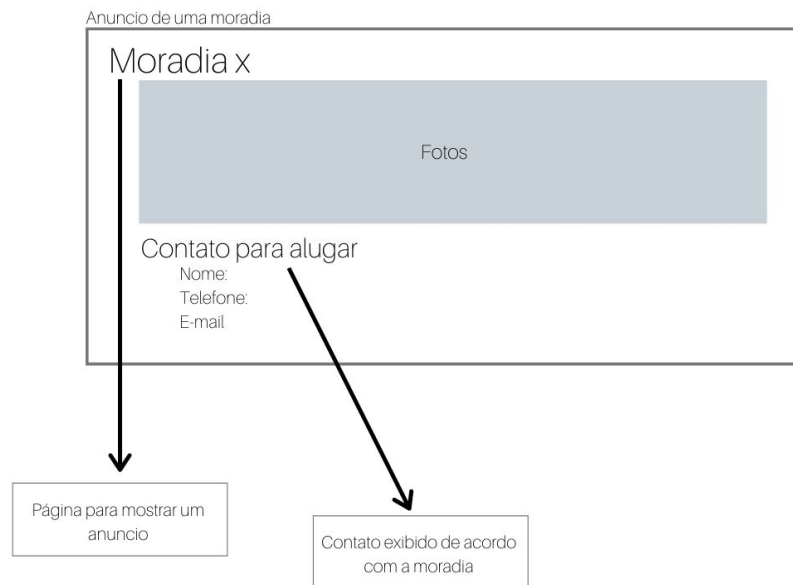 Anuncio de uma moradia
Moradia x
Fotos
Contato para alugar
Nome:
Telefone:
E-mail
Página para mostrar um
anuncio
Contato exibido de acordo
com a moradia